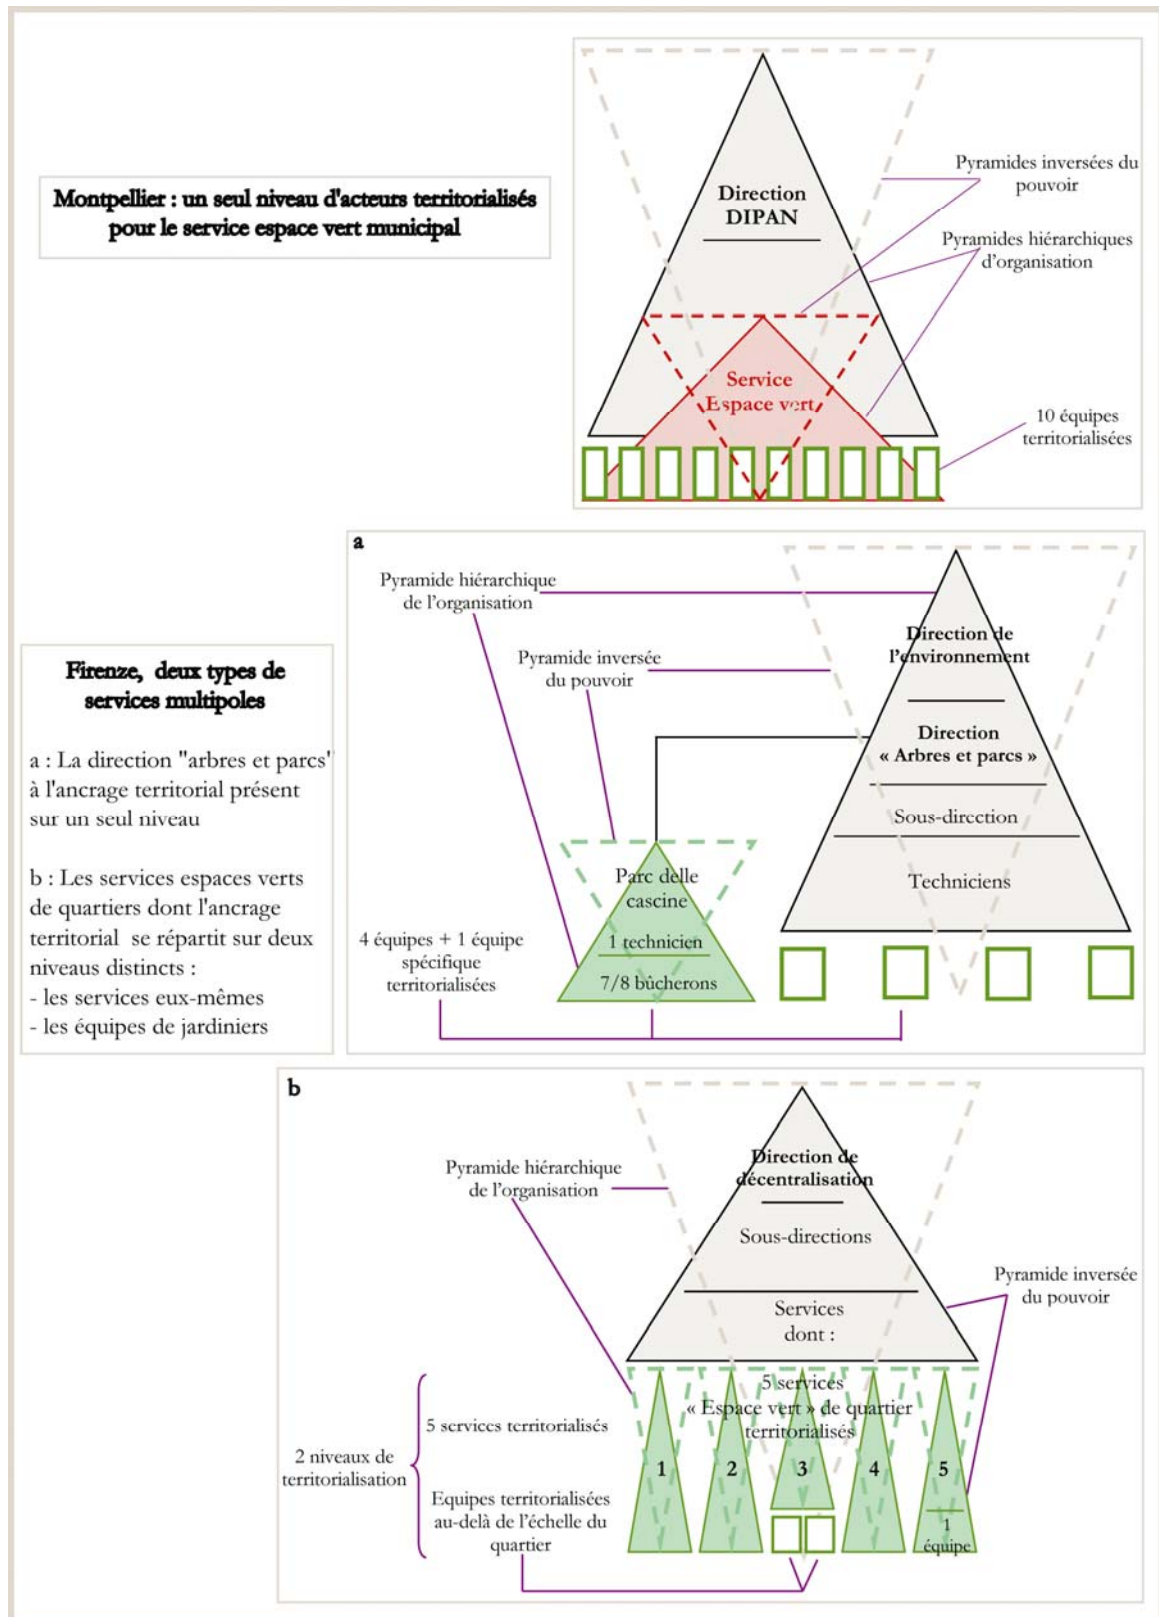 Montpellier : un seul niveau d'acteurs territorialisés
pour le service espace vert municipal
Direction
DIPAN
Pyramides inversées du
pouvoir
Pyramides hiérarchiques
d'organisation
Service
Espace vert
10 équipes
territorialisées
Firenze, deux types de
services multipoles
a : La direction "arbres et parcs"
à l'ancrage territorial présent
sur un seul niveau
b : Les services espaces verts
de quartiers dont l'ancrage
territorial se répartit sur deux
niveaus distincts :
- les services eux-mêmes
- les équipes de jardiniers
a
Pyramide hiérarchique
de l'organisation
Pyramide inversée
du pouvoir
Direction de
l'environnement
Direction
« Arbres et parcs »
Sous-direction
Techniciens
Parc delle
cascine
1 technicien
7/8 bûcherons
4 équipes + 1 équipe
spécifique
territorialisées
b
Pyramide hiérarchique
de l'organisation
Direction de
décentralisation
Sous-directions
Services
dont :
Pyramide inversée
du pouvoir
5 services
« Espace vert » de quartier
territorialisés
1 2 3 4 5
1
équipe
2 niveaux de
territorialisation
5 services territorialisés
Equipes territorialisées
au-delà de l'échelle du
quartier